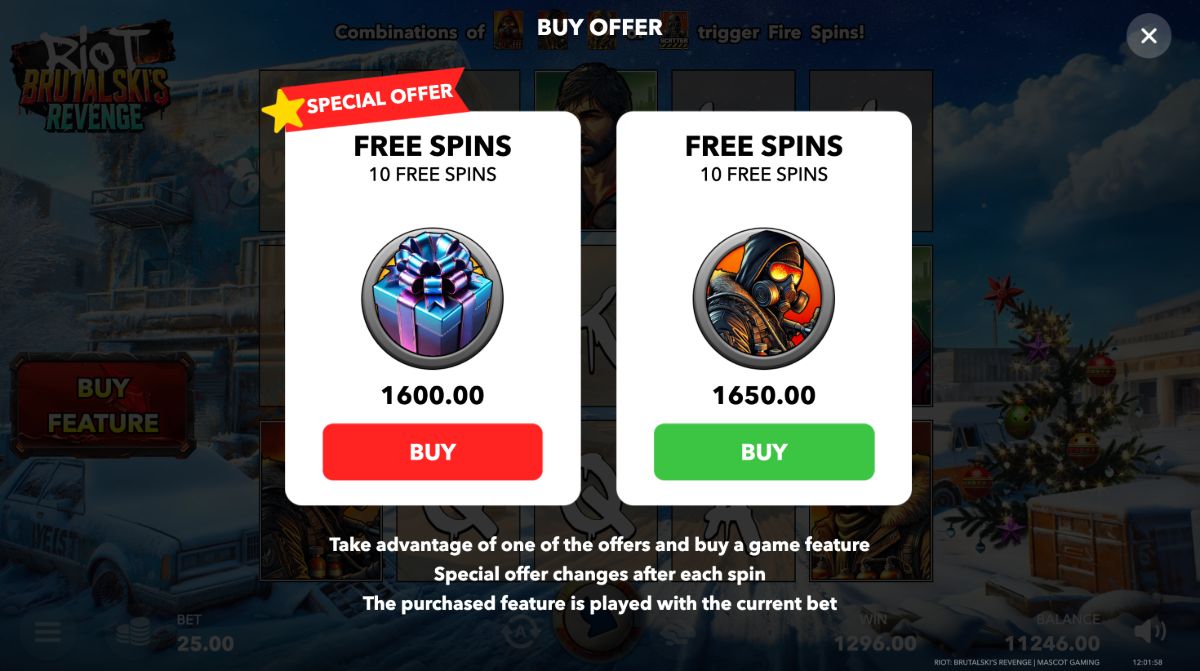 BUY OFFER
Combinations of
or
SCATTER
trigger Fire Spins!
RIOT
BRUTALSKI'S
REVENGE
SPECIAL OFFER
FREE SPINS
10 FREE SPINS
1600.00
BUY
FREE SPINS
10 FREE SPINS
1650.00
BUY
BUY
FEATURE
Take advantage of one of the offers and buy a game feature
Special offer changes after each spin
The purchased feature is played with the current bet
BET
25.00
WIN
1296.00
BALANCE
11246.00
RIOT: BRUTALSKI'S REVENGE | MASCOT GAMING
12:01:58